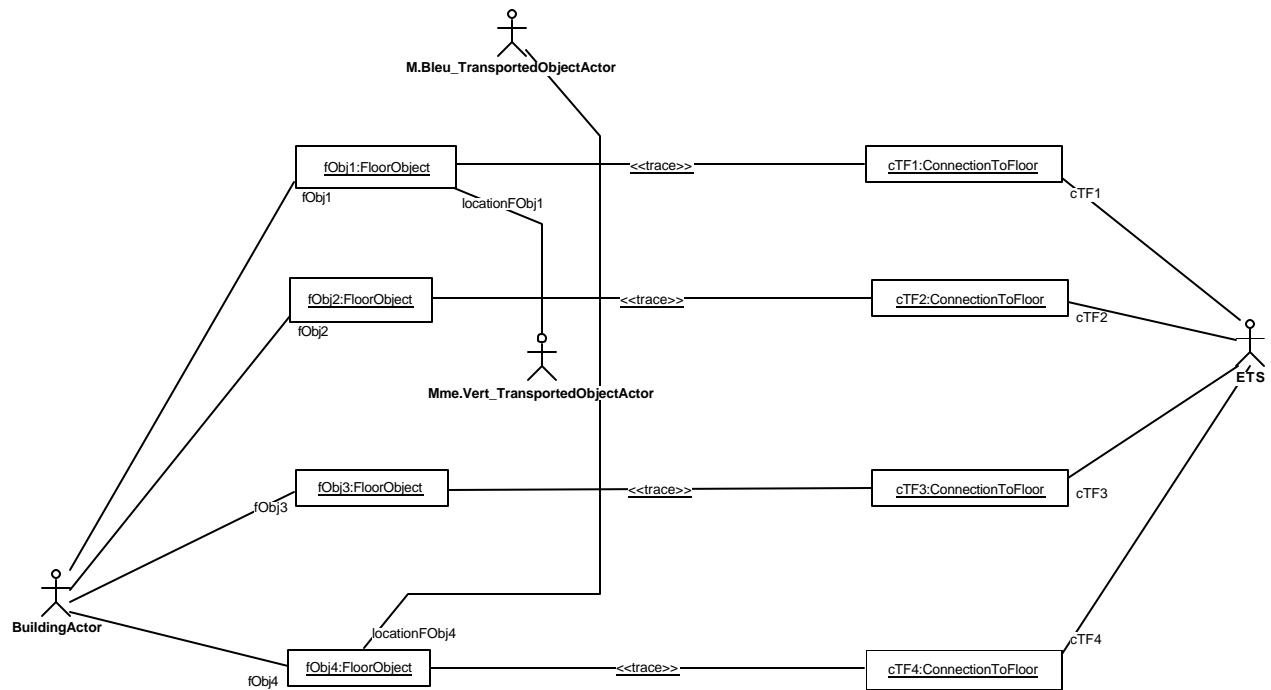 M.Bleu_TransportedObjectActor
fObj1:FloorObject
<<trace>>
cTF1:ConnectionToFloor
fObj1
locationFObj1
cTF1
fObj2:FloorObject
<<trace>>
cTF2:ConnectionToFloor
fObj2
cTF2
Mme.Vert_TransportedObjectActor
ETS
fObj3:FloorObject
<<trace>>
cTF3:ConnectionToFloor
fObj3
cTF3
BuildingActor
locationFObj4
cTF4
fObj4:FloorObject
<<trace>>
cTF4:ConnectionToFloor
fObj4